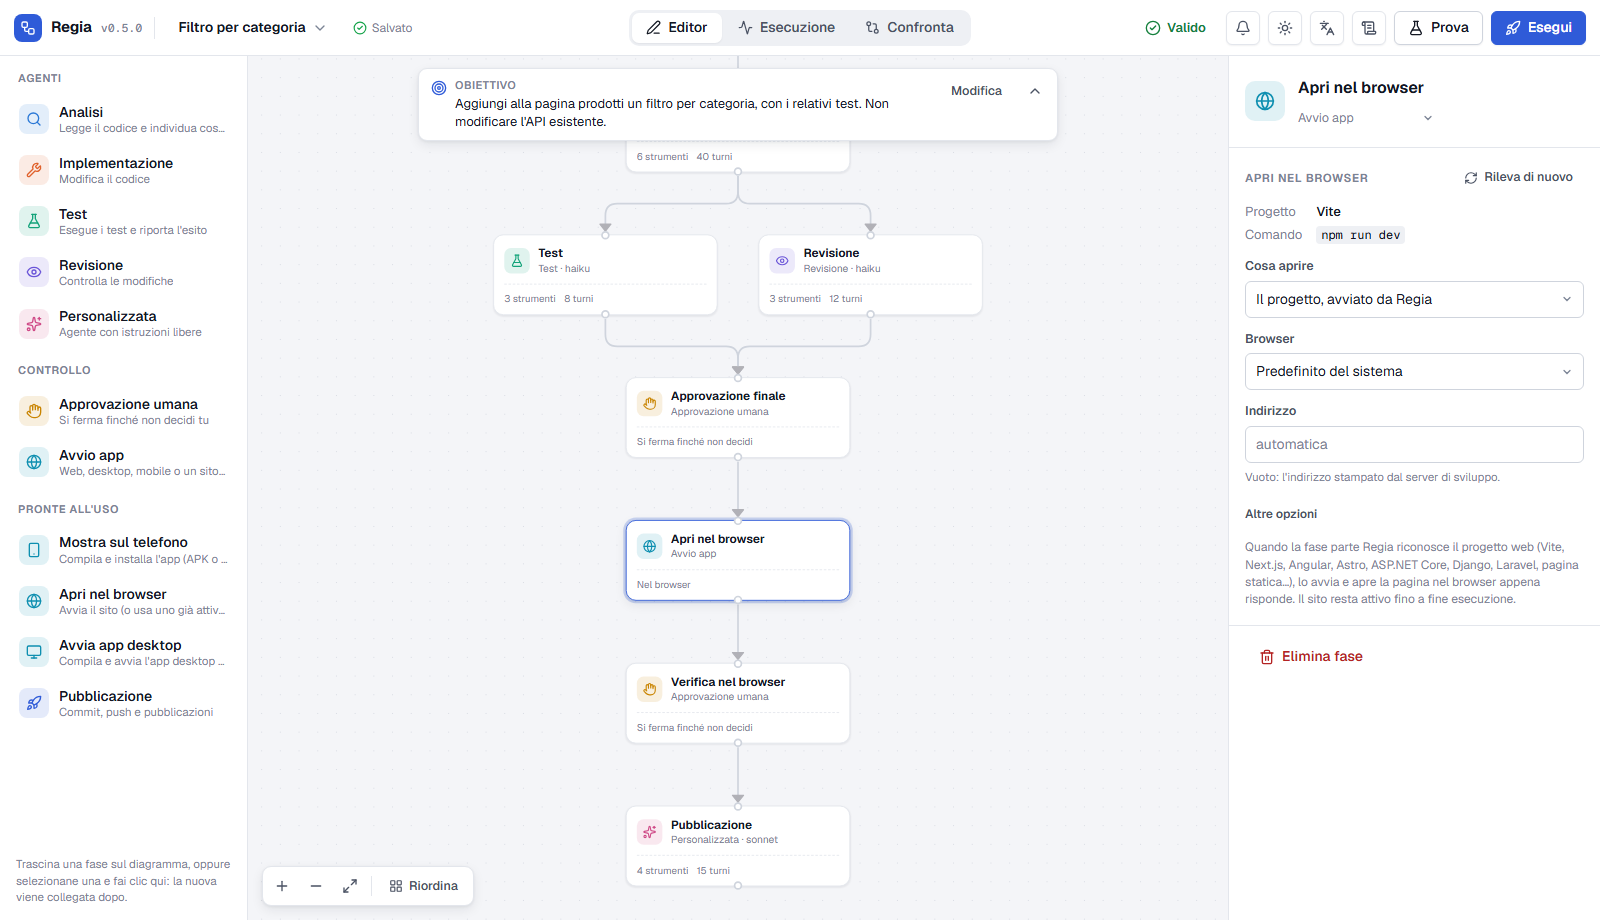 Regia v0.5.0
Filtro per categoria
Salvato
Editor
Esecuzione
Confronta
Valido
Prova
Esegui
AGENTI
Analisi
Legge il codice e individua cos...
Implementazione
Modifica il codice
Test
Esegue i test e riporta l'esito
Revisione
Controlla le modifiche
Personalizzata
Agente con istruzioni libere
CONTROLLO
Approvazione umana
Si ferma finché non decidi tu
Avvio app
Web, desktop, mobile o un sito...
PRONTE ALL'USO
Mostra sul telefono
Compila e installa l'app (APK o ...
Apri nel browser
Avvia il sito (o usa uno già attiv...
Avvia app desktop
Compila e avvia l'app desktop ...
Pubblicazione
Commit, push e pubblicazioni
Trascina una fase sul diagramma, oppure
selezionane una e fai clic qui: la nuova
viene collegata dopo.
OBIETTIVO
Aggiungi alla pagina prodotti un filtro per categoria, con i relativi test. Non
modificare l'API esistente.
Modifica
6 strumenti 40 turni
Test
Test · haiku
3 strumenti 8 turni
Revisione
Revisione · haiku
3 strumenti 12 turni
Approvazione finale
Approvazione umana
Si ferma finché non decidi
Apri nel browser
Avvio app
Nel browser
Verifica nel browser
Approvazione umana
Si ferma finché non decidi
Pubblicazione
Personalizzata · sonnet
4 strumenti 15 turni
Riordina
Apri nel browser
Avvio app
APRI NEL BROWSER
Rileva di nuovo
Progetto Vite
Comando npm run dev
Cosa aprire
Il progetto, avviato da Regia
Browser
Predefinito del sistema
Indirizzo
automatica
Vuoto: l'indirizzo stampato dal server di sviluppo.
Altre opzioni
Quando la fase parte Regia riconosce il progetto web (Vite,
Next.js, Angular, Astro, ASP.NET Core, Django, Laravel, pagina
statica...), lo avvia e apre la pagina nel browser appena
risponde. Il sito resta attivo fino a fine esecuzione.
Elimina fase